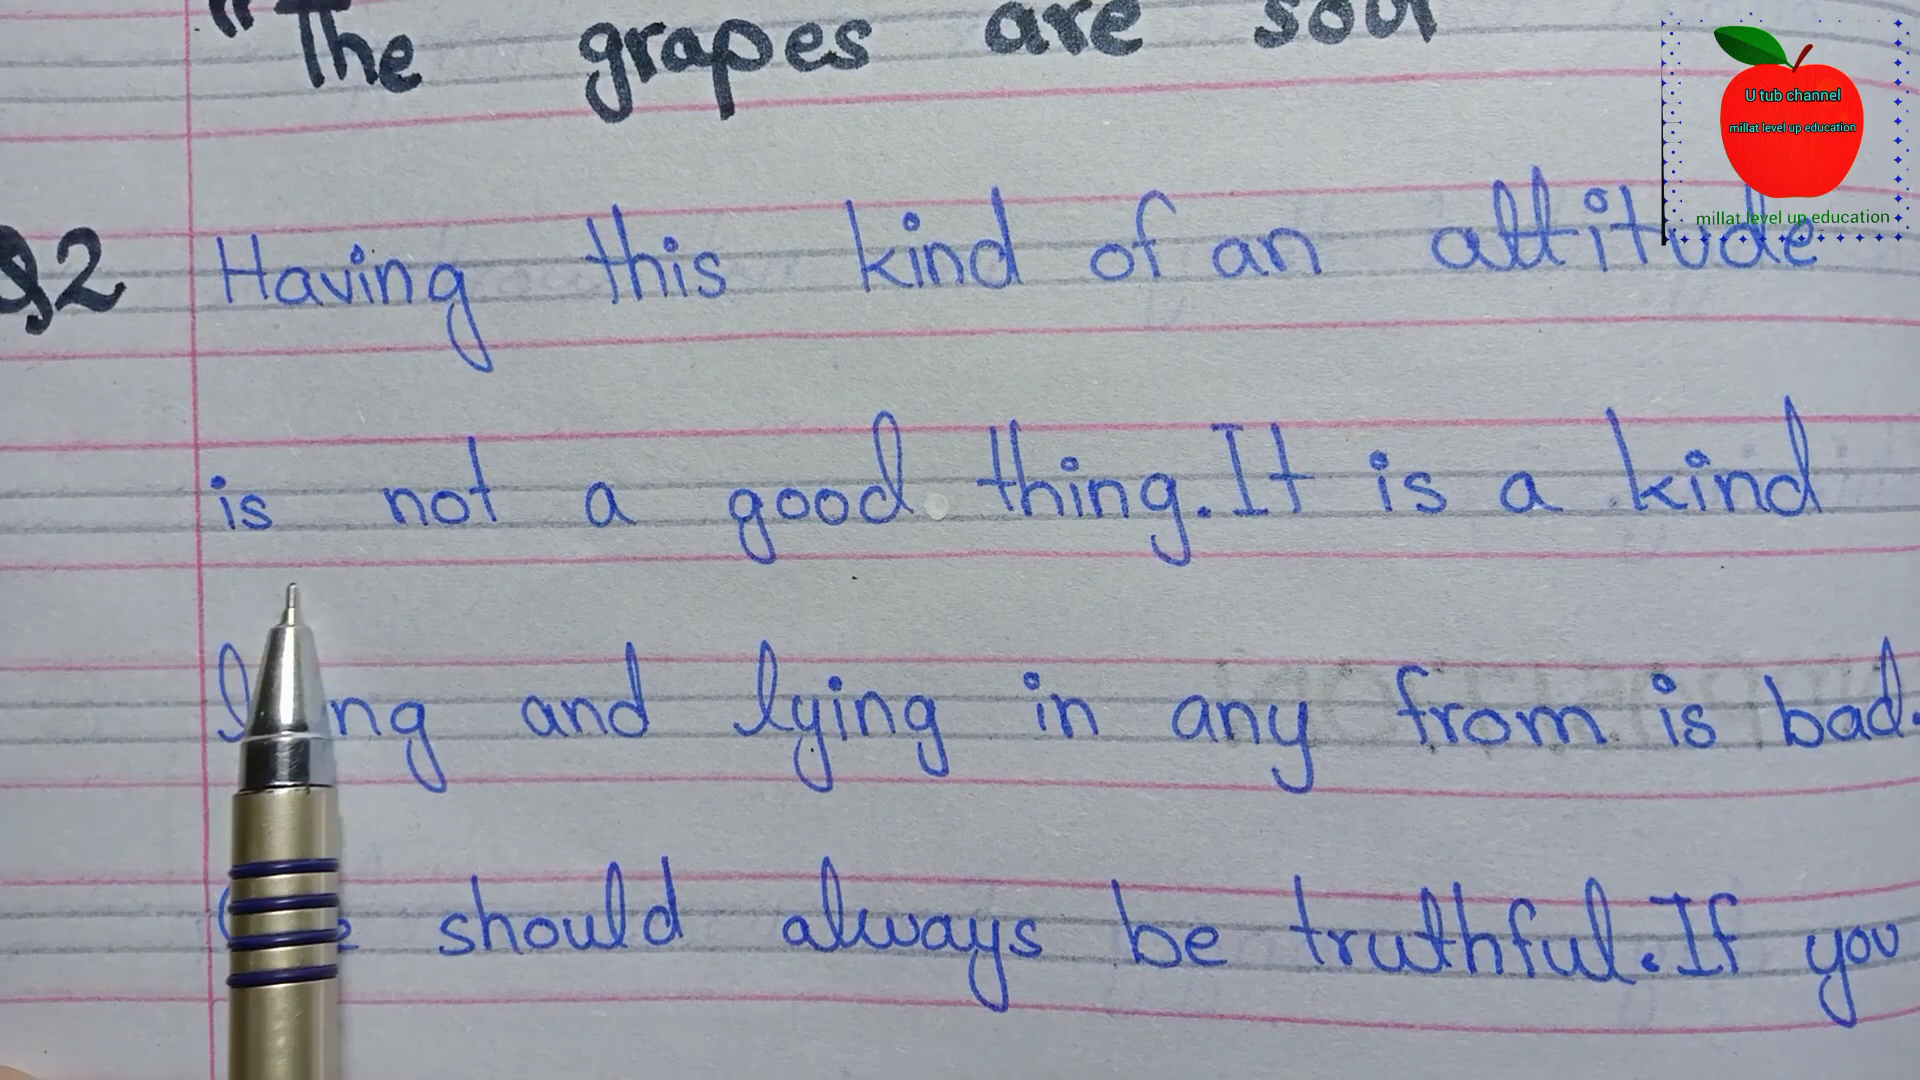 "The grapes are sour
Q2 Having this kind of an attitude
is not a good thing. It is a kind
and lying in any from is bad.
should always be truthful. If you
U tub channel
millat level up education
millat level up education